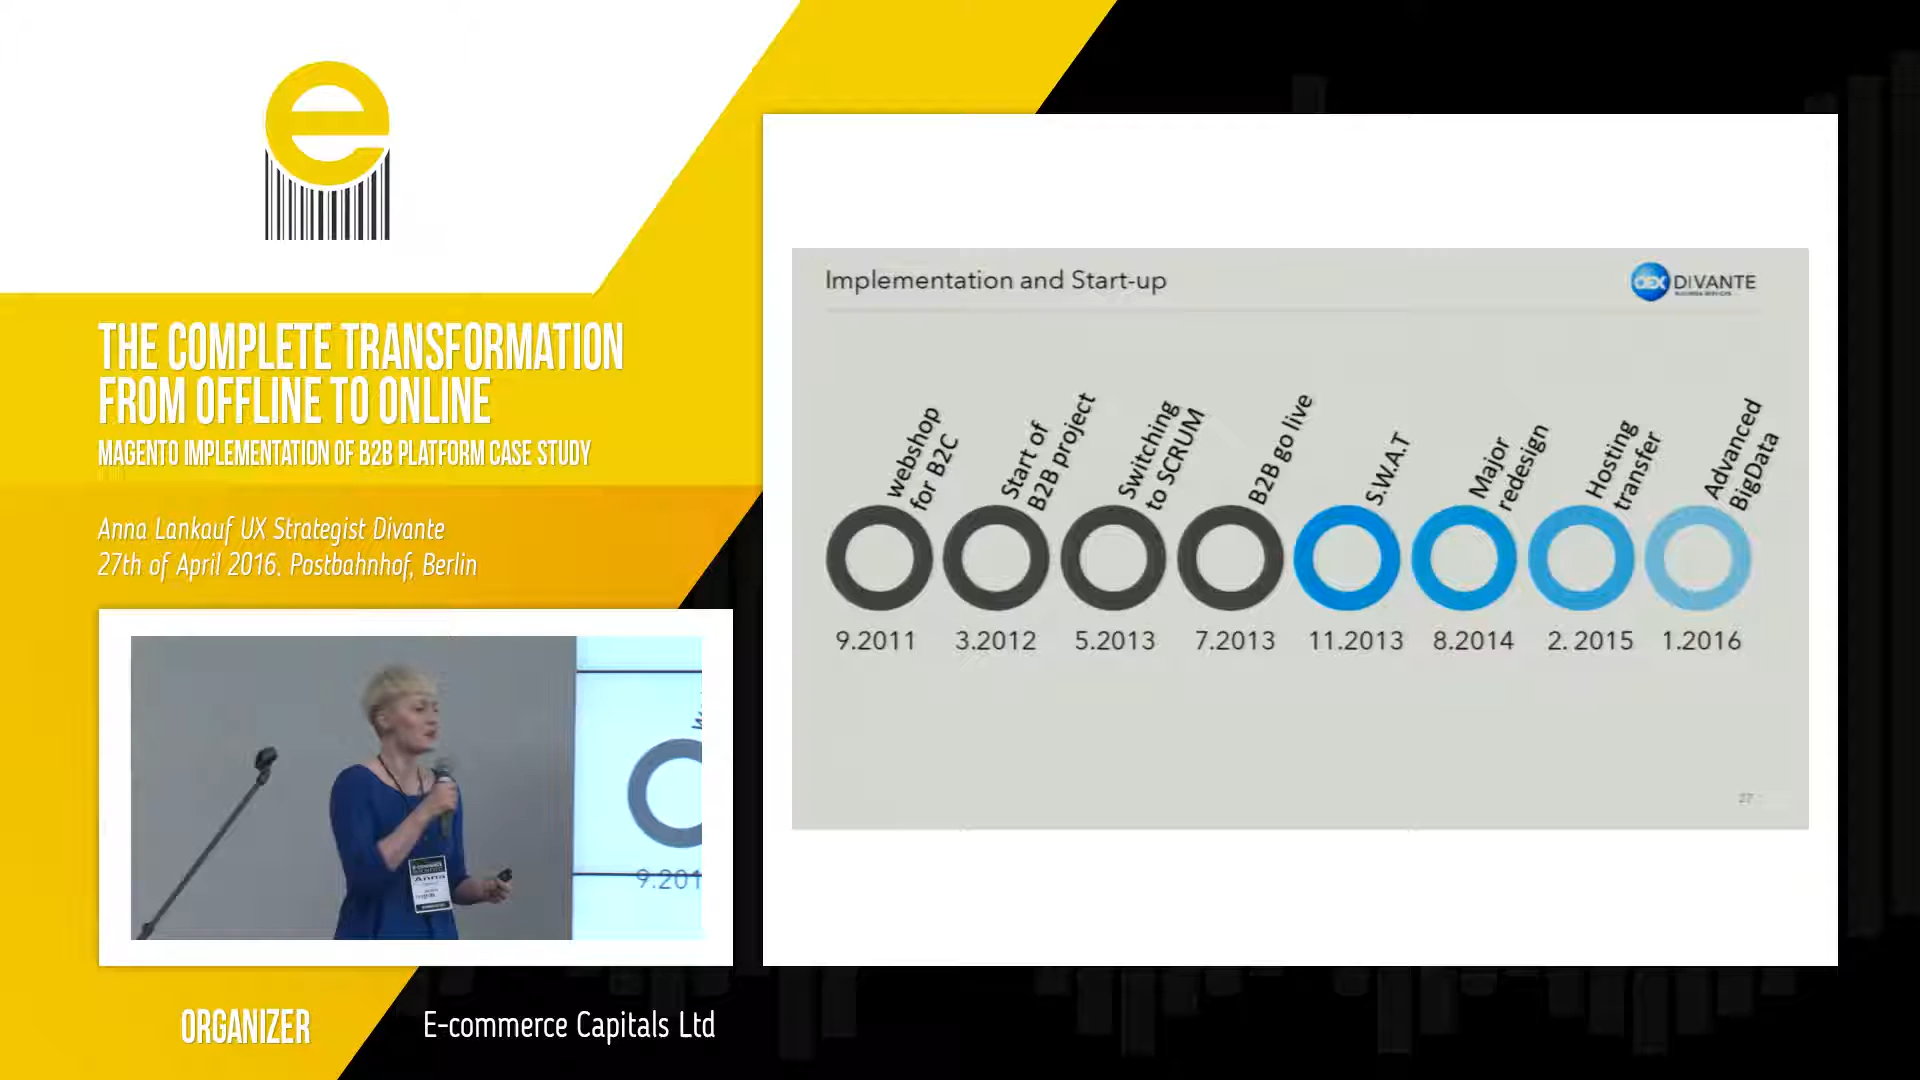 e
THE COMPLETE TRANSFORMATION
FROM OFFLINE TO ONLINE
MAGENTO IMPLEMENTATION OF B2B PLATFORM CASE STUDY
Anna Lankauf UX Strategist Divante
27th of April 2016. Postbahnhof, Berlin
Anna
9.201
ORGANIZER
E-commerce Capitals Ltd
Implementation and Start-up
OEX
DIVANTE
webshop
for B2C
Start of
B2B project
Switching
to SCRUM
B2B go live
S.W.A.T
Major
redesign
Hosting
transfer
Advanced
BigData
9.2011
3.2012
5.2013
7.2013
11.2013
8.2014
2. 2015
1.2016
27